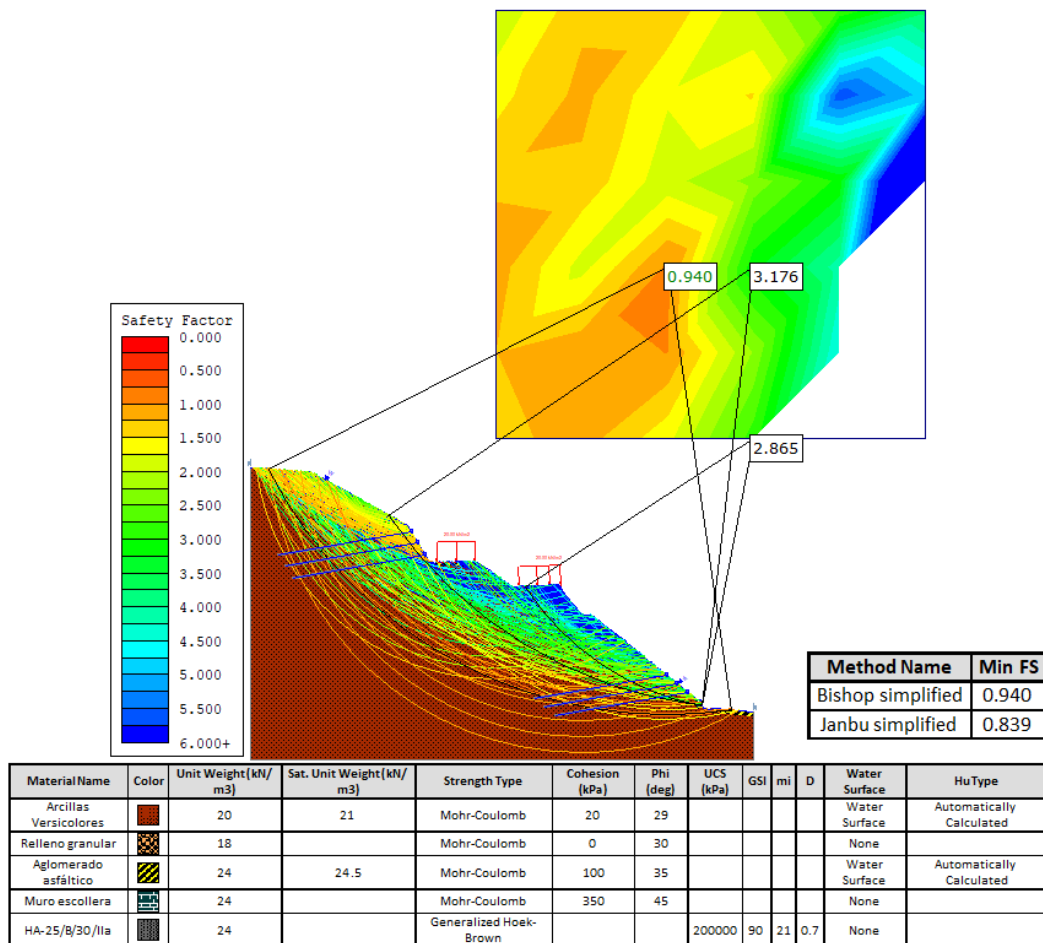 0.940
3.176
2.865
Safety Factor
0.000
0.500
1.000
1.500
2.000
2.500
3.000
3.500
4.000
4.500
5.000
5.500
6.000+
Method Name Min FS
Bishop simplified 0.940
Janbu simplified 0.839
Material Name Color Unit Weight (kN/m3) Sat. Unit Weight (kN/m3) Strength Type Cohesion (kPa) Phi (deg) UCS (kPa) GSI mi D Water Surface Hu Type
Arcillas Versicolores 20 21 Mohr-Coulomb 20 29 Water Surface Automatically Calculated
Relleno granular 18 Mohr-Coulomb 0 30 None
Aglomerado asfáltico 24 24.5 Mohr-Coulomb 100 35 Water Surface Automatically Calculated
Muro escollera 24 Mohr-Coulomb 350 45 None
HA-25/B/30/IIa 24 Generalized Hoek-Brown 200000 90 21 0.7 None